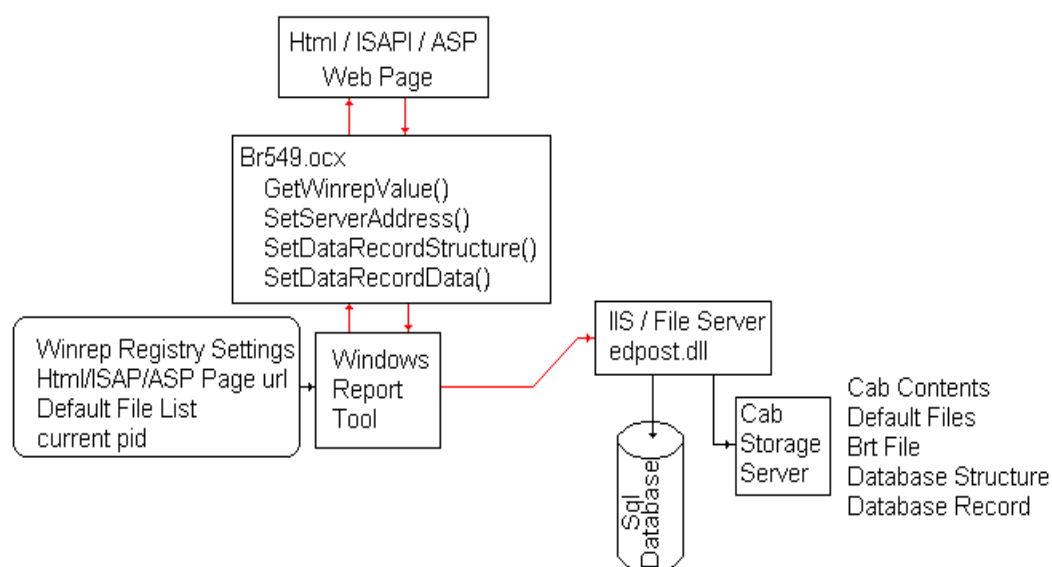 Html / ISAPI / ASP
Web Page
Br549.ocx
GetWinrepValue()
SetServerAddress()
SetDataRecordStructure()
SetDataRecordData()
Winrep Registry Settings
Html/ISAP/ASP Page url
Default File List
current pid
Windows
Report
Tool
IIS / File Server
edpost.dll
Sql
Database
Cab
Storage
Server
Cab Contents
Default Files
Brt File
Database Structure
Database Record